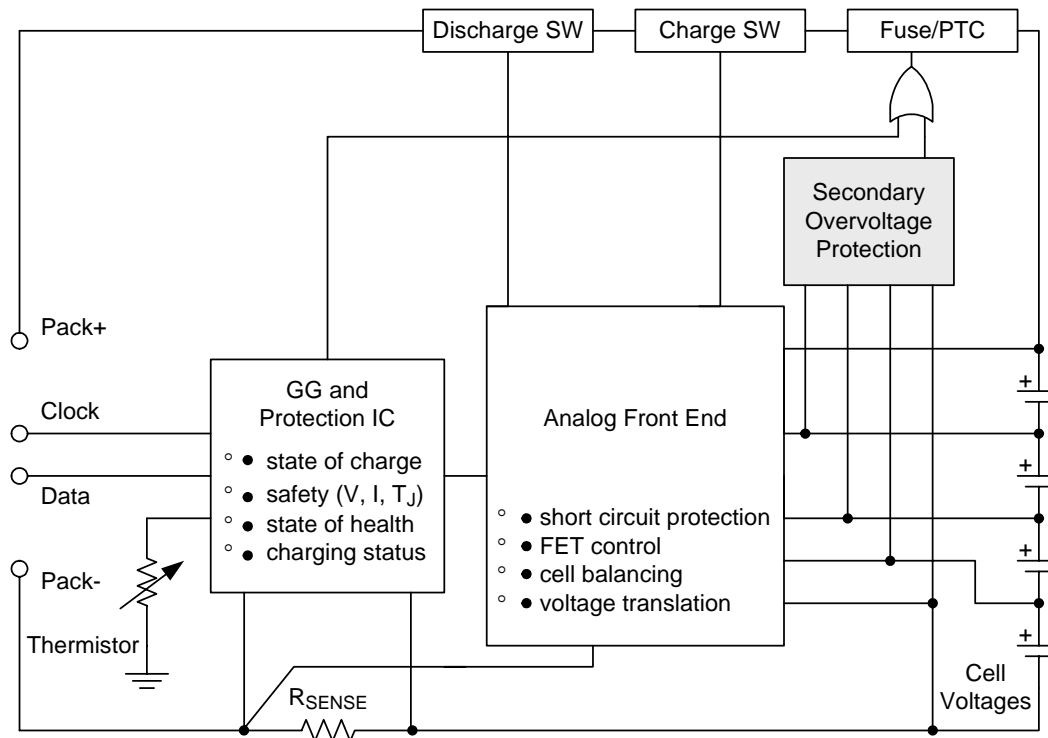 Discharge SW
Charge SW
Fuse/PTC
Secondary
Overvoltage
Protection
Pack+
Clock
Data
Pack-
Thermistor
GG and
Protection IC
° • state of charge
° • safety (V, I, TJ)
° • state of health
° • charging status
Analog Front End
° • short circuit protection
° • FET control
° • cell balancing
° • voltage translation
+
+
+
+
Cell
Voltages
RSENSE